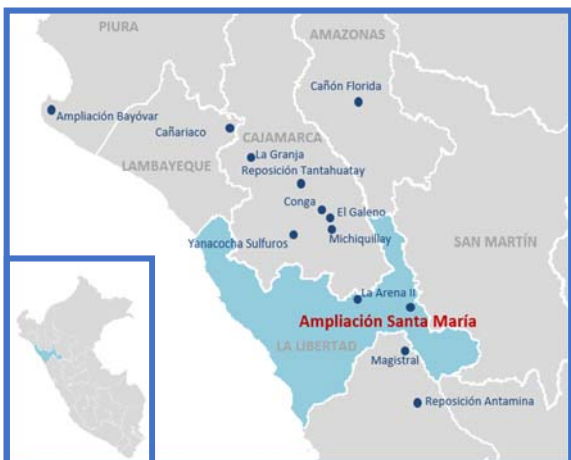 PIURA
AMAZONAS
Cañón Florida
Ampliación Bayóvar
Cañariaco
CAJAMARCA
La Granja
LAMBAYEQUE
Reposición Tantahuatay
Conga
El Galeno
Yanacocha Sulfuros
Michiquillay
SAN MARTÍN
La Arena II
Ampliación Santa María
LA LIBERTAD
Magistral
Reposición Antamina